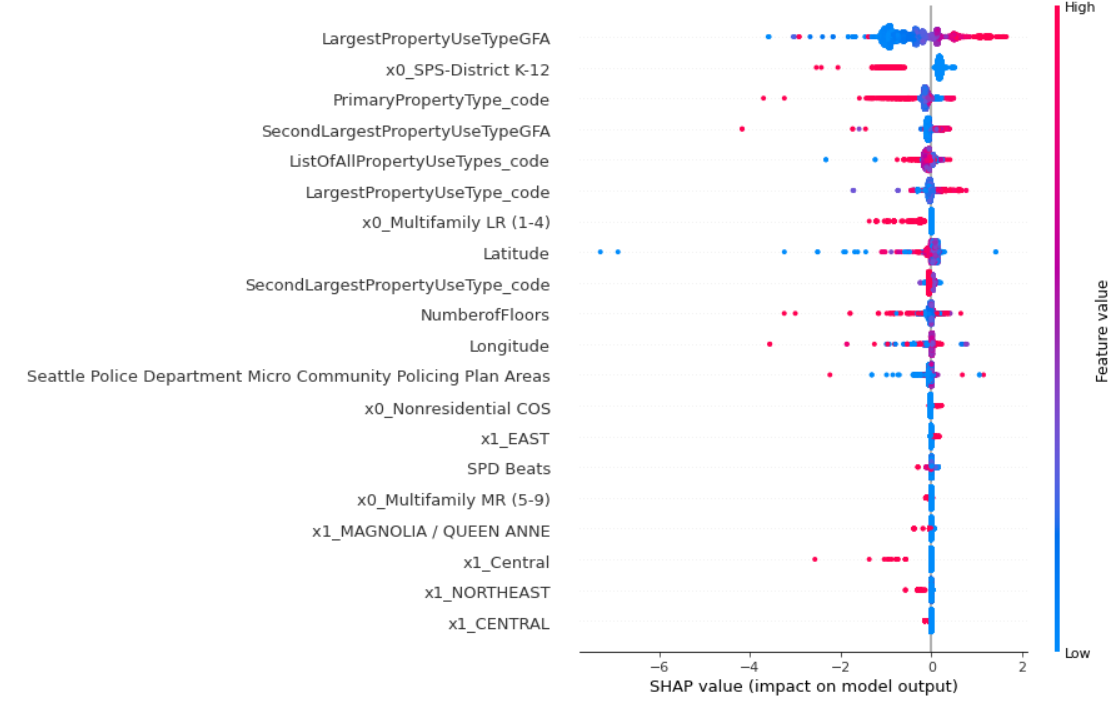 High
LargestPropertyUseTypeGFA
x0_SPS-District K-12
PrimaryPropertyType_code
SecondLargestPropertyUseTypeGFA
ListOfAllPropertyUseTypes_code
LargestPropertyUseType_code
x0_Multifamily LR (1-4)
Latitude
SecondLargestPropertyUseType_code
NumberofFloors
Longitude
Seattle Police Department Micro Community Policing Plan Areas
x0_Nonresidential COS
x1_EAST
SPD Beats
x0_Multifamily MR (5-9)
x1_MAGNOLIA / QUEEN ANNE
x1_Central
x1_NORTHEAST
x1_CENTRAL
Feature value
Low
−6 −4 −2 0 2
SHAP value (impact on model output)